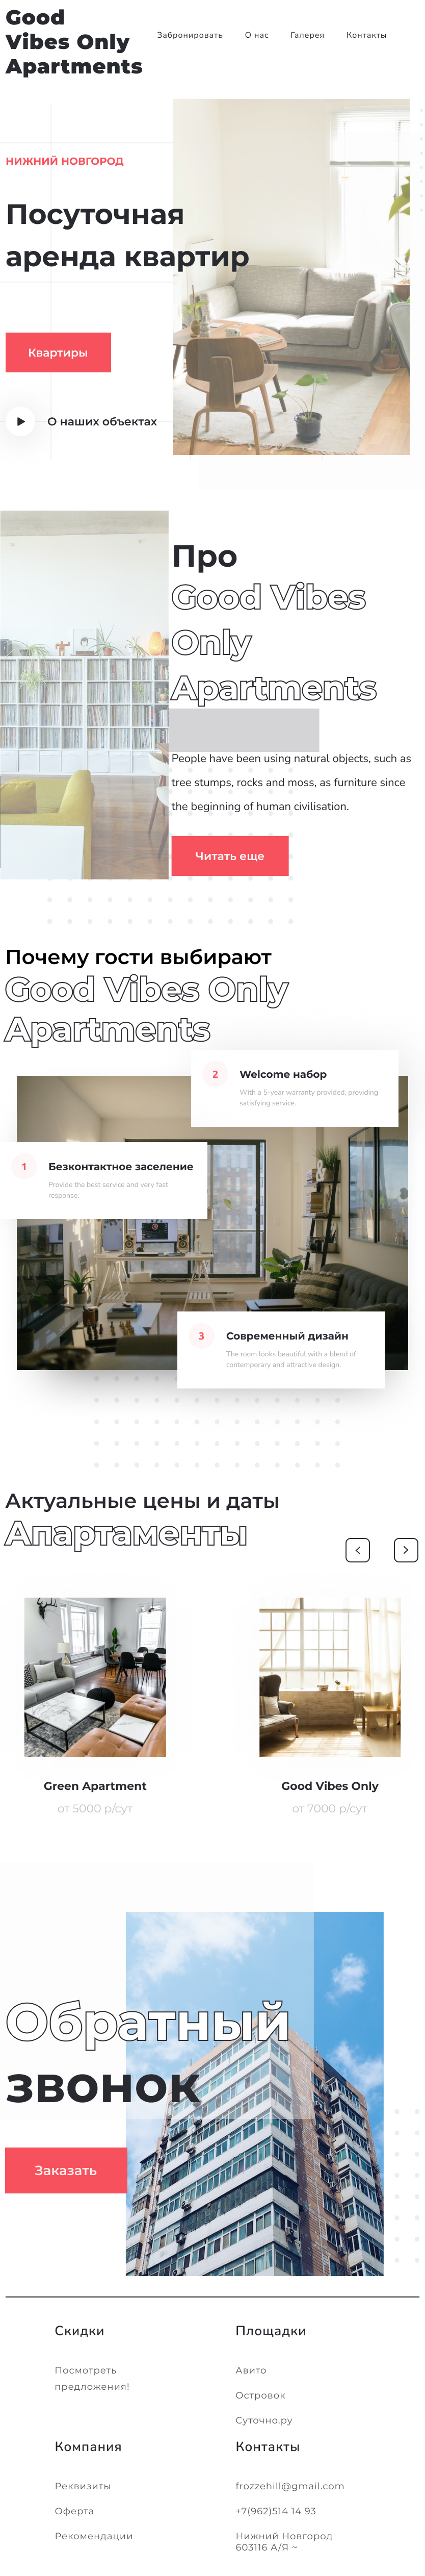 Good
Vibes Only
Apartments
Забронировать О нас Галерея Контакты
НИЖНИЙ НОВГОРОД
Посуточная
аренда квартир
Квартиры
О наших объектах
Про
Good Vibes
Only
Apartments
People have been using natural objects, such as
tree stumps, rocks and moss, as furniture since
the beginning of human civilisation.
Читать еще
Почему гости выбирают
Good Vibes Only
Apartments
2 Welcome набор
With a 5-year warranty provided, providing
satisfying service.
1 Безконтактное заселение
Provide the best service and very fast
response.
3 Современный дизайн
The room looks beautiful with a blend of
contemporary and attractive design.
Актуальные цены и даты
Апартаменты
Green Apartment
от 5000 р/сут
Good Vibes Only
от 7000 р/сут
Обратный
звонок
Заказать
Скидки
Посмотреть
предложения!
Площадки
Авито
Островок
Суточно.ру
Компания
Реквизиты
Оферта
Рекомендации
Контакты
frozzehill@gmail.com
+7(962)514 14 93
Нижний Новгород
603116 А/Я ~